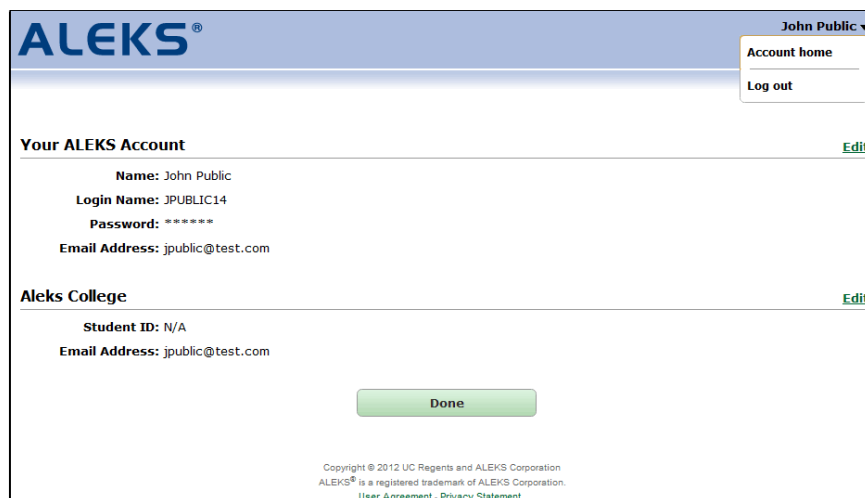 ALEKS®
John Public
Account home
Log out
Your ALEKS Account
Edit
Name: John Public
Login Name: JPUBLIC14
Password: ******
Email Address: jpublic@test.com
Aleks College
Edit
Student ID: N/A
Email Address: jpublic@test.com
Done
Copyright © 2012 UC Regents and ALEKS Corporation
ALEKS® is a registered trademark of ALEKS Corporation.
User Agreement - Privacy Statement